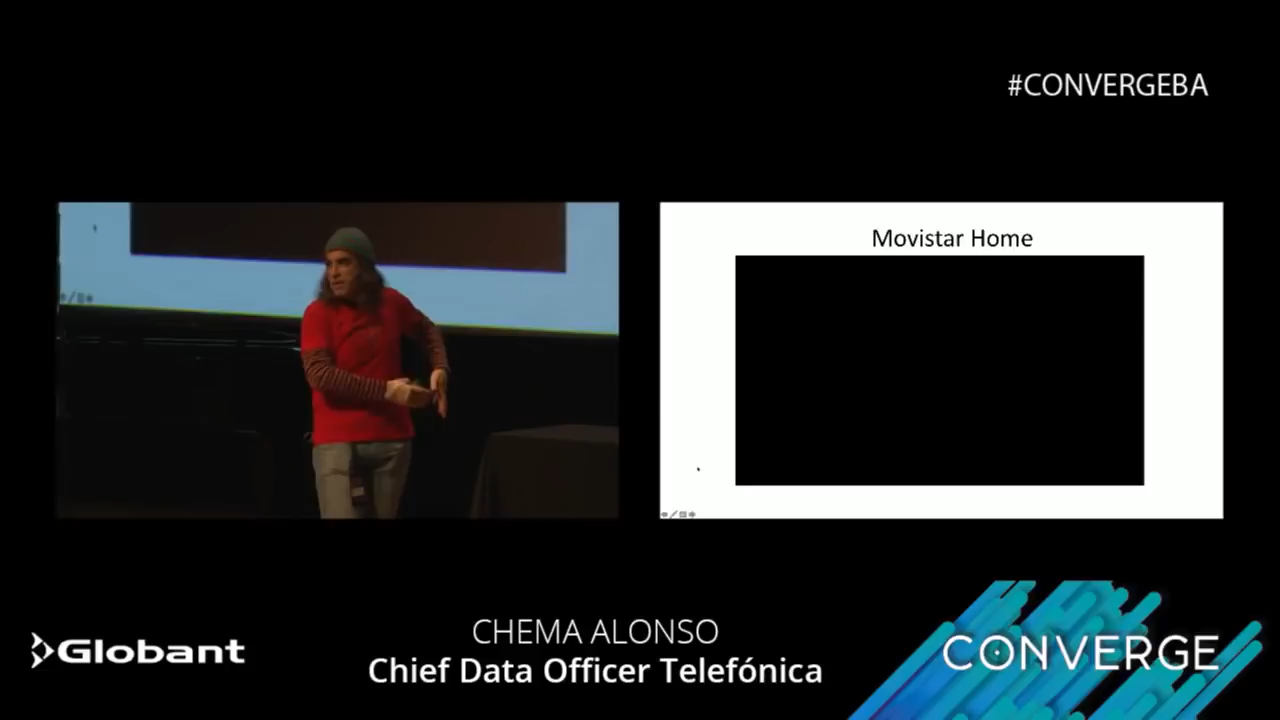 #CONVERGEBA
Movistar Home
Globant
CHEMA ALONSO
Chief Data Officer Telefónica
CONVERGE